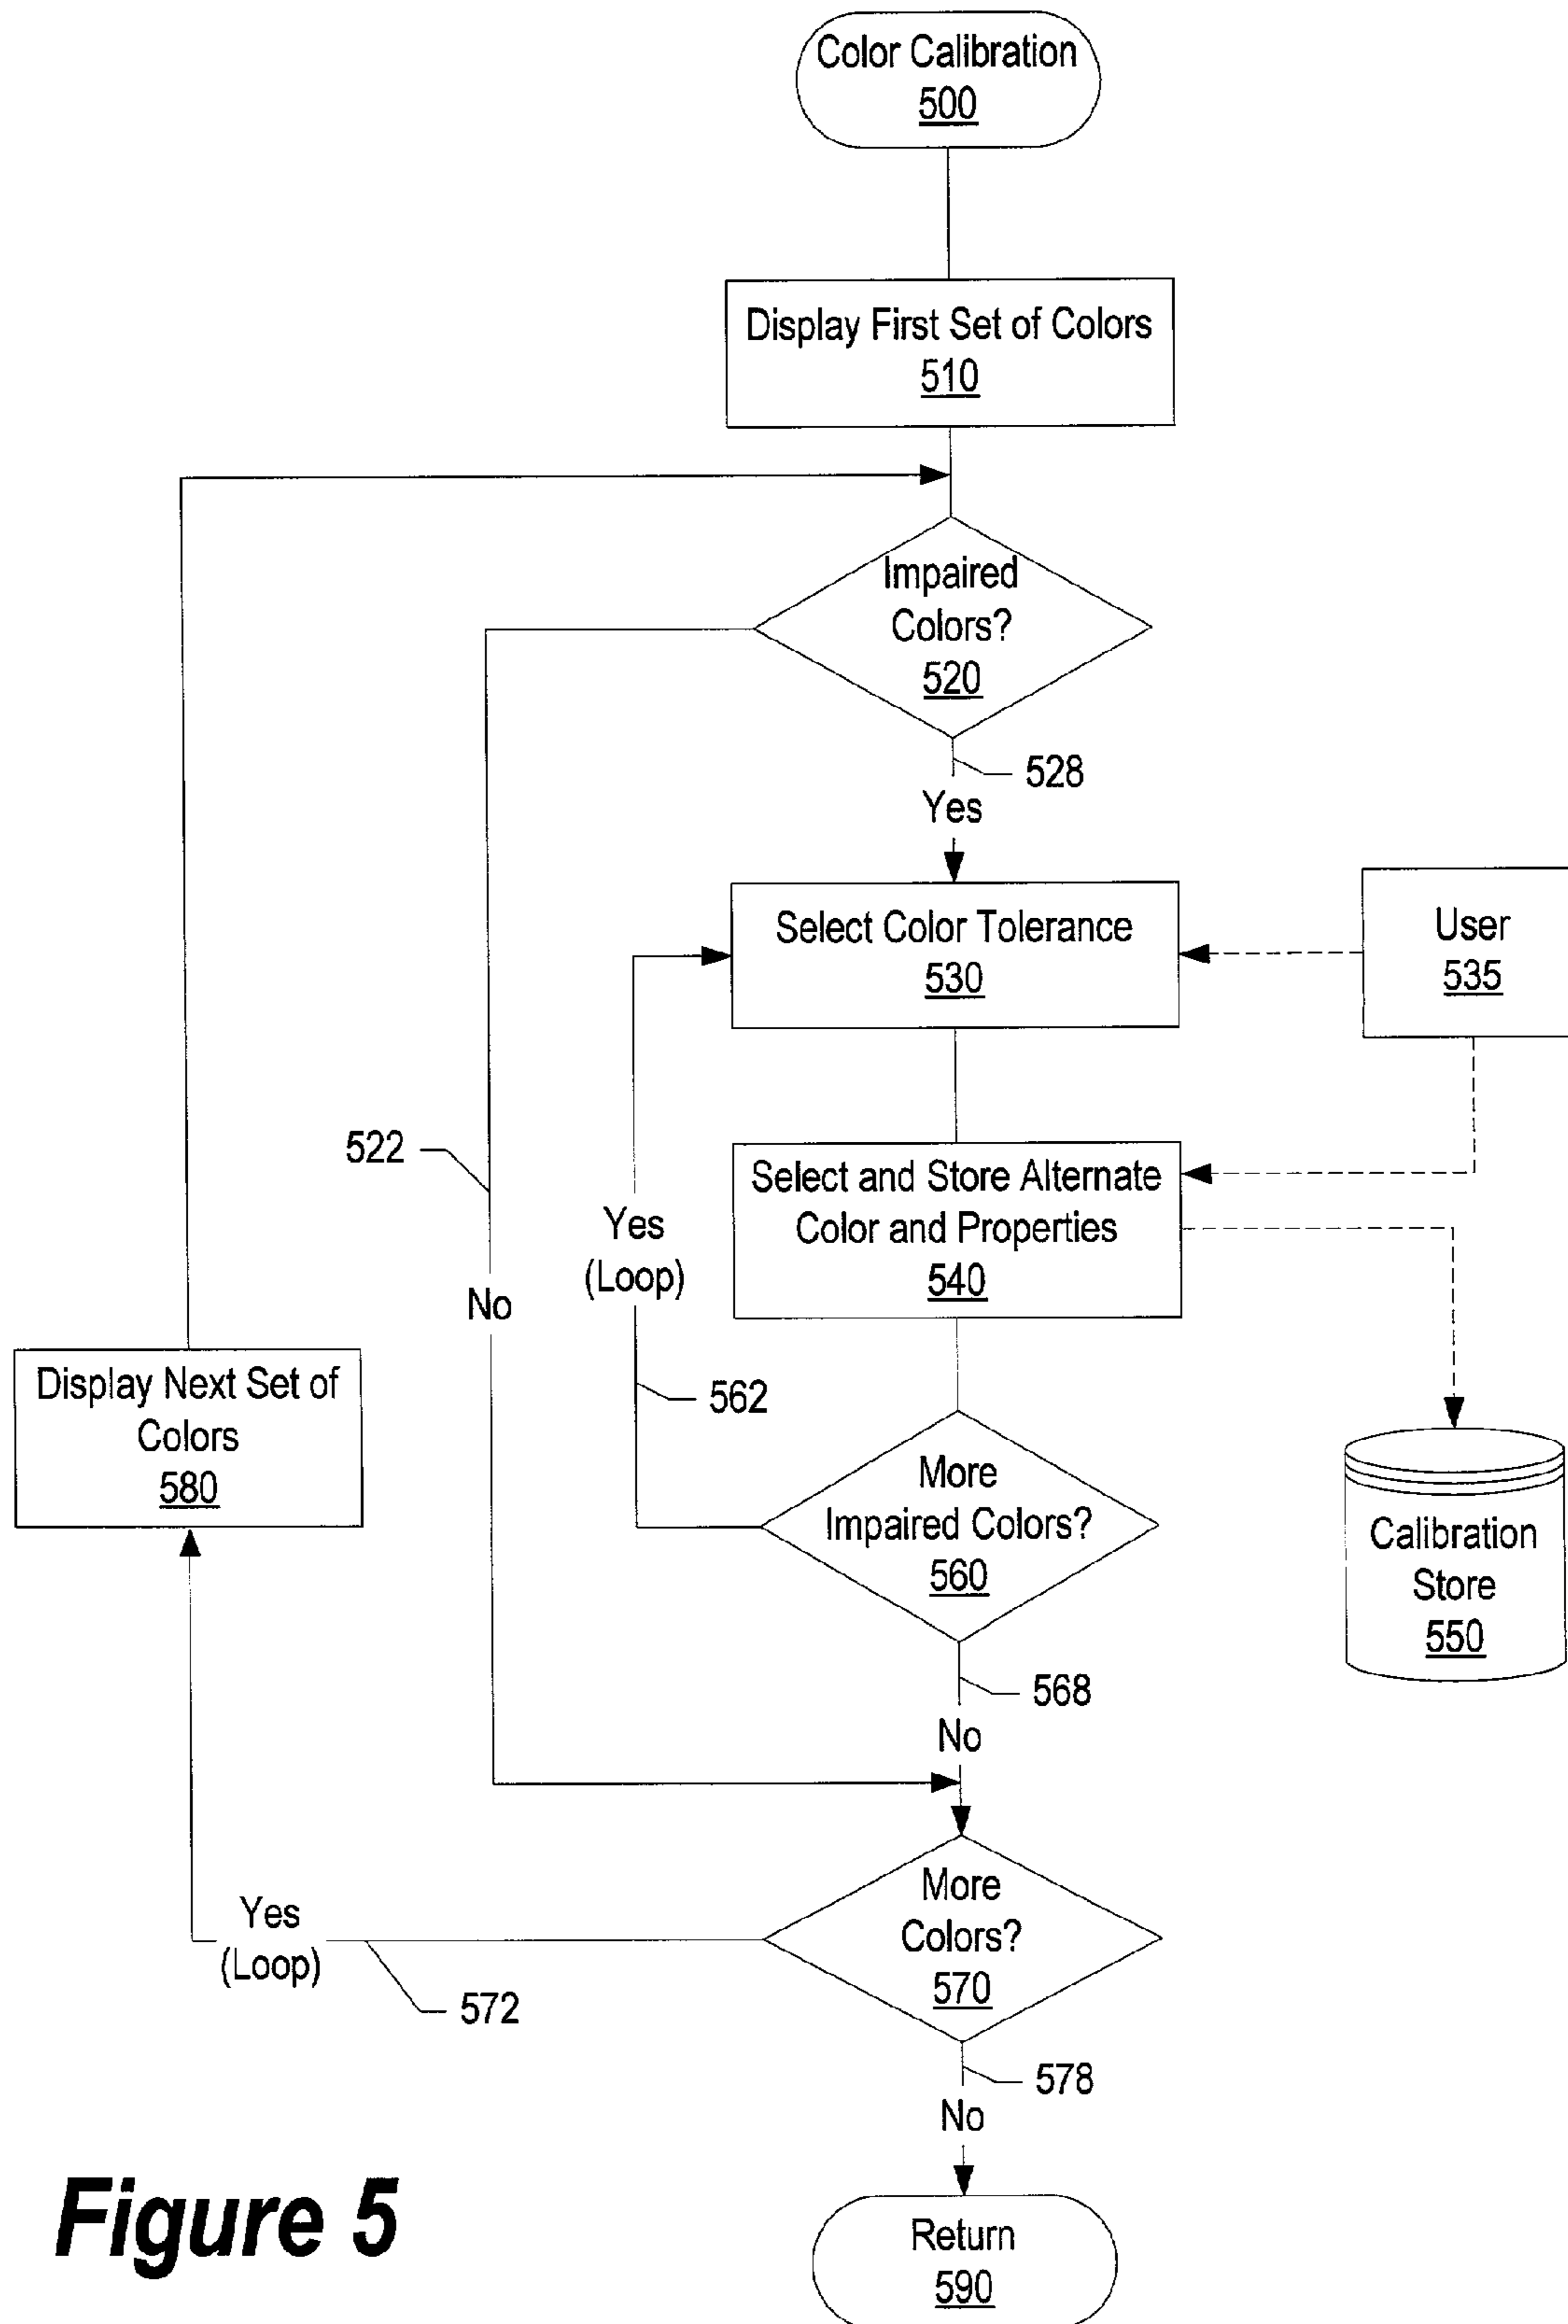 Color Calibration
500
Display First Set of Colors
510
Impaired
Colors?
520
528
Yes
Select Color Tolerance
530
User
535
522
Select and Store Alternate
Color and Properties
540
Yes
(Loop)
No
Display Next Set of
Colors
580
562
More
Impaired Colors?
560
Calibration
Store
550
568
No
More
Colors?
570
Yes
(Loop)
572
578
No
Return
590
Figure 5